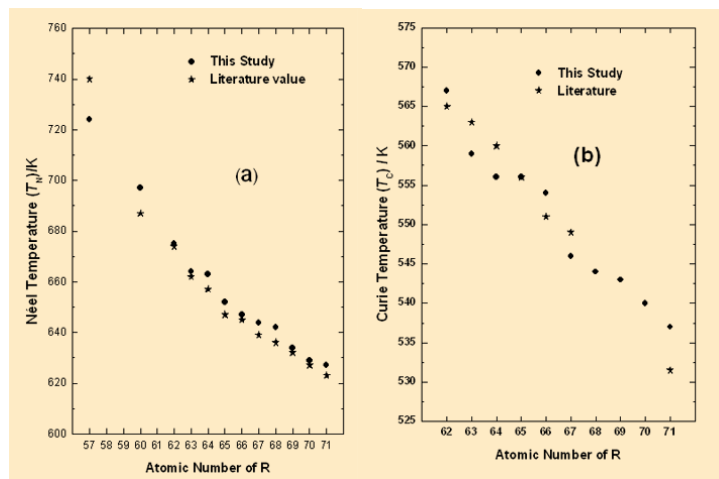 760
740
720
700
680
660
640
620
600
Néel Temperature (T_N)/K
This Study
Literature value
(a)
57 58 59 60 61 62 63 64 65 66 67 68 69 70 71
Atomic Number of R
575
570
565
560
555
550
545
540
535
530
525
Curie Temperature (T_C) / K
This Study
Literature
(b)
62 63 64 65 66 67 68 69 70 71
Atomic Number of R